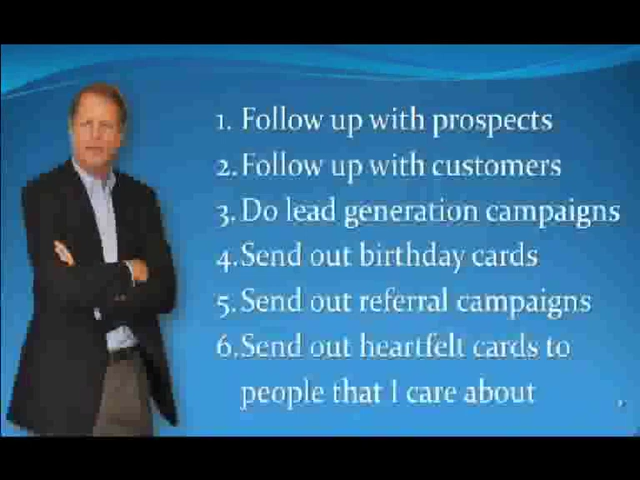 1. Follow up with prospects
2. Follow up with customers
3. Do lead generation campaigns
4. Send out birthday cards
5. Send out referral campaigns
6. Send out heartfelt cards to
people that I care about